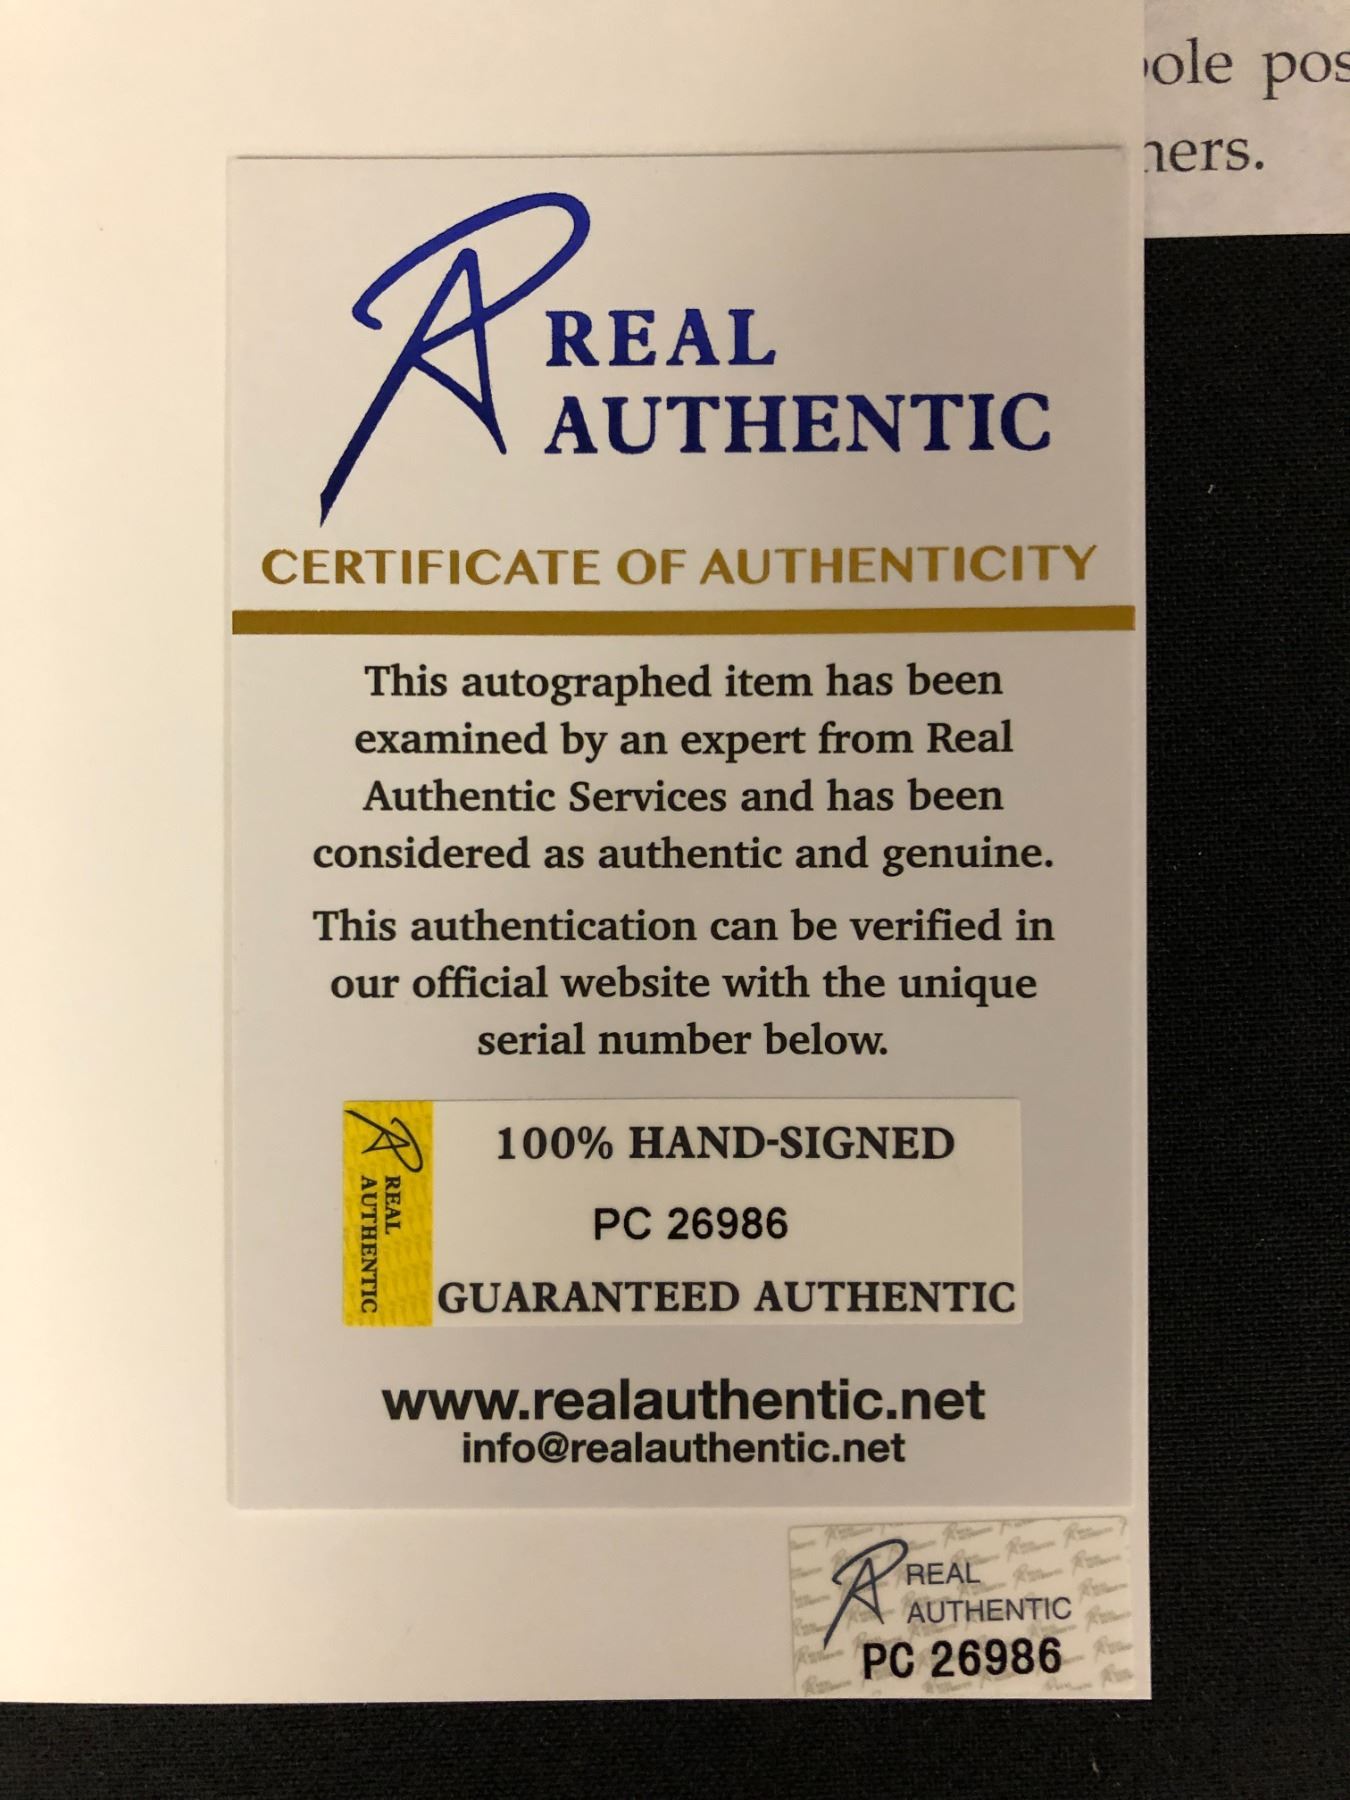 ole pos
ners.
REAL
AUTHENTIC
CERTIFICATE OF AUTHENTICITY
This autographed item has been
examined by an expert from Real
Authentic Services and has been
considered as authentic and genuine.
This authentication can be verified in
our official website with the unique
serial number below.
REAL
AUTHENTIC
100% HAND-SIGNED
PC 26986
GUARANTEED AUTHENTIC
www.realauthentic.net
info@realauthentic.net
REAL
AUTHENTIC
PC 26986